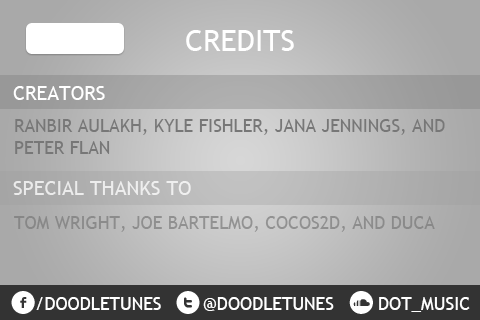 CREDITS
CREATORS
RANBIR AULAKH, KYLE FISHLER, JANA JENNINGS, AND
PETER FLAN
SPECIAL THANKS TO
TOM WRIGHT, JOE BARTELMO, COCOS2D, AND DUCA
/DOODLETUNES @DOODLETUNES DOT_MUSIC